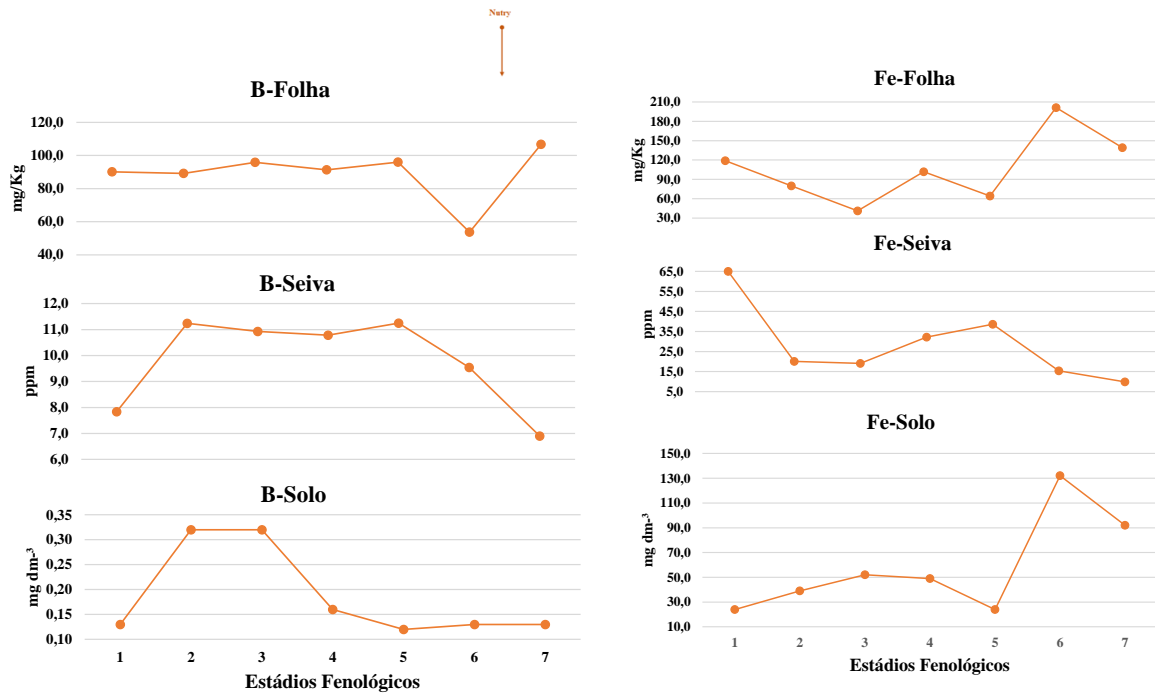 Nutry
B-Folha
mg/Kg
120,0
100,0
80,0
60,0
40,0
B-Seiva
ppm
12,0
11,0
10,0
9,0
8,0
7,0
6,0
B-Solo
mg dm-³
0,35
0,30
0,25
0,20
0,15
0,10
1 2 3 4 5 6 7
Estádios Fenológicos
Fe-Folha
mg/Kg
210,0
180,0
150,0
120,0
90,0
60,0
30,0
Fe-Seiva
ppm
65,0
55,0
45,0
35,0
25,0
15,0
5,0
Fe-Solo
mg dm-³
150,0
130,0
110,0
90,0
70,0
50,0
30,0
10,0
1 2 3 4 5 6 7
Estádios Fenológicos